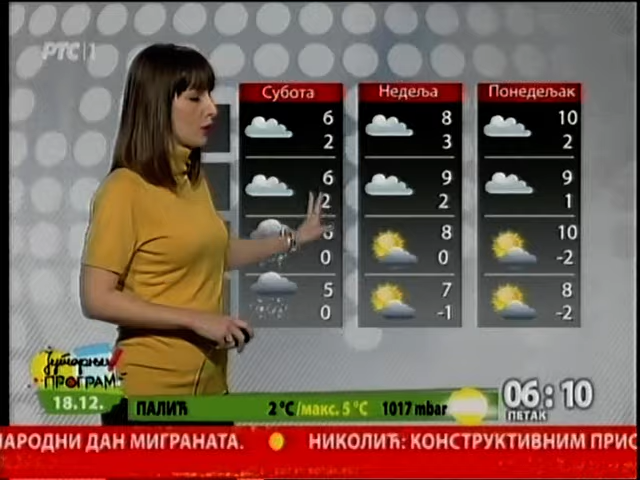 РТС|1
Субота
6
2
6
2
6
0
5
0
Недеља
8
3
9
2
8
0
7
-1
Понедељак
10
2
9
1
10
-2
8
-2
Јутарњи
ПРОГРАМ
18.12.
ПАЛИЋ 2 °C/макс. 5 °C 1017 mbar
06:10
ПЕТАК
НАРОДНИ ДАН МИГРАНАТА. НИКОЛИЋ: КОНСТРУКТИВНИМ